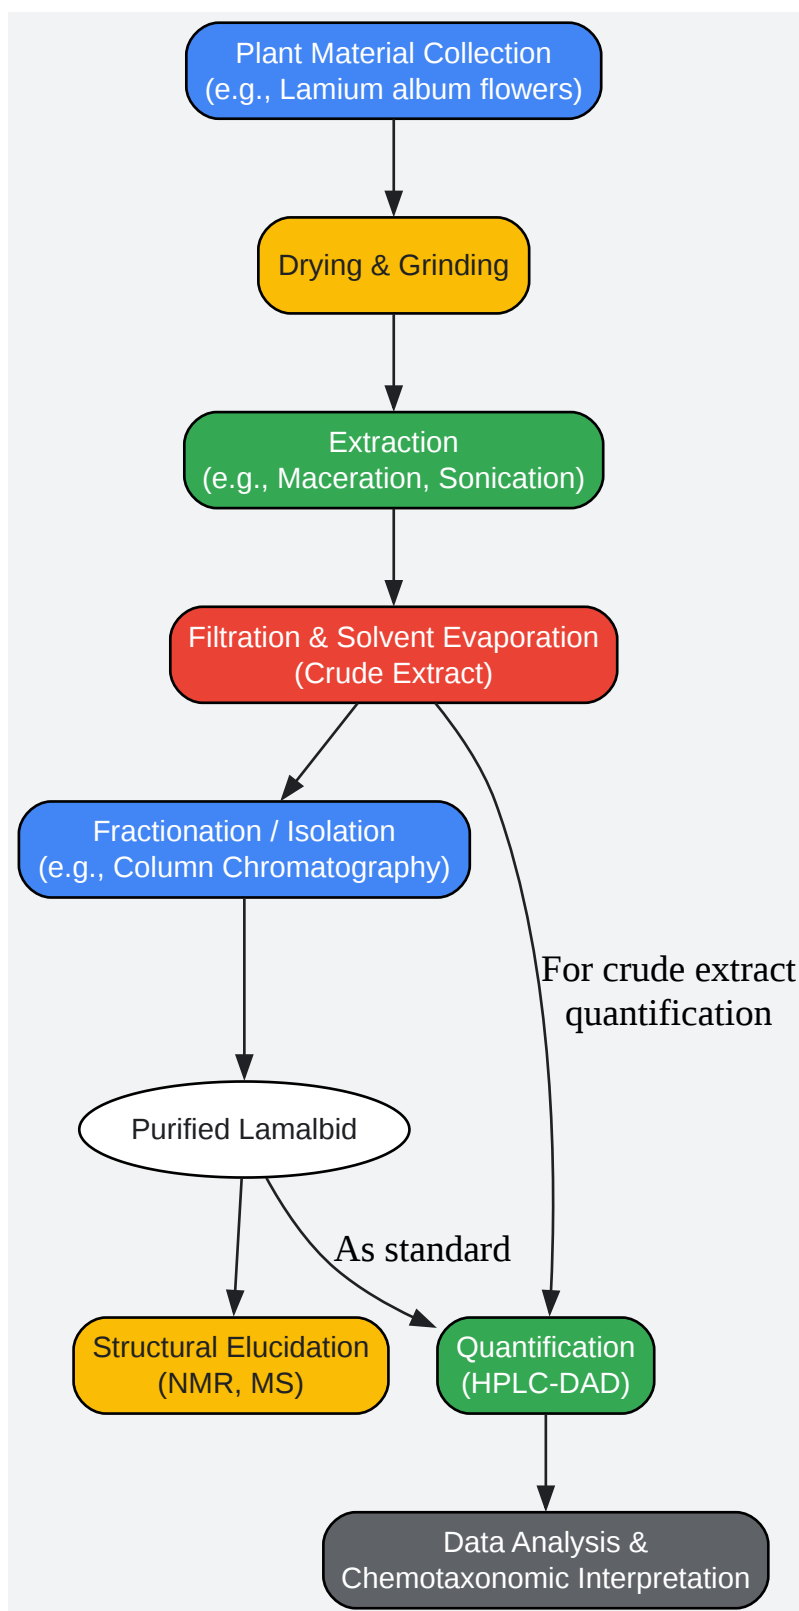 Plant Material Collection
(e.g., Lamium album flowers)
Drying & Grinding
Extraction
(e.g., Maceration, Sonication)
Filtration & Solvent Evaporation
(Crude Extract)
Fractionation / Isolation
(e.g., Column Chromatography)
For crude extract
quantification
Purified Lamalbid
As standard
Structural Elucidation
(NMR, MS)
Quantification
(HPLC-DAD)
Data Analysis &
Chemotaxonomic Interpretation